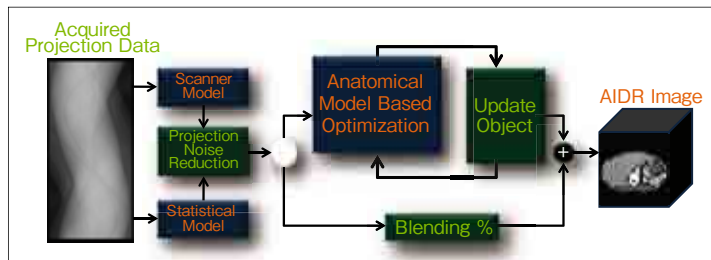 Acquired
Projection Data
Scanner
Model
Projection
Noise
Reduction
Statistical
Model
Anatomical
Model Based
Optimization
Update
Object
Blending %
+
AIDR Image